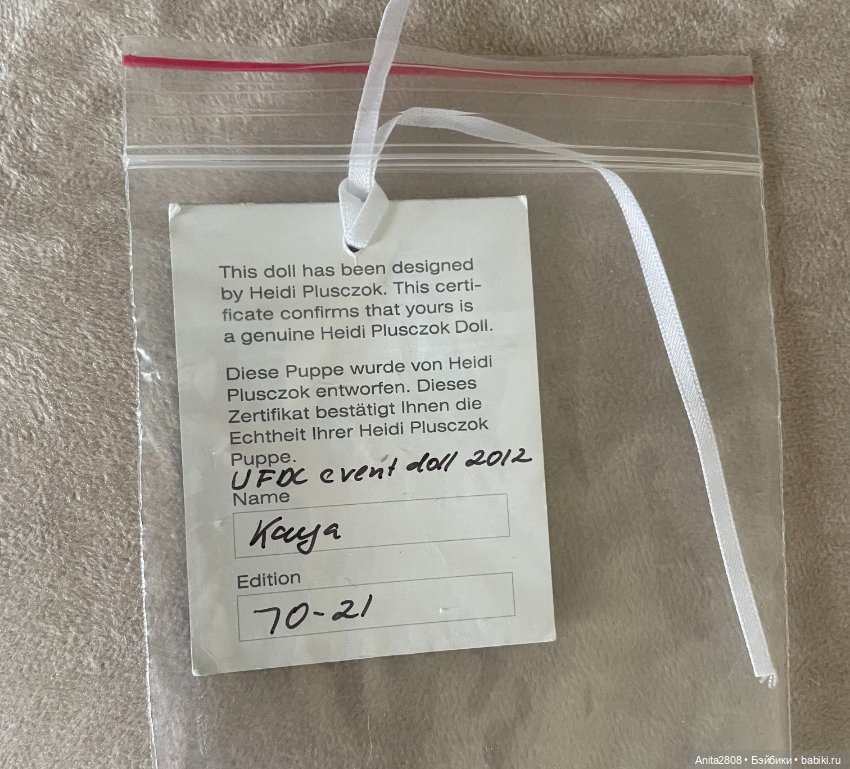 This doll has been designed
by Heidi Plusczok. This certi-
ficate confirms that yours is
a genuine Heidi Plusczok Doll.
Diese Puppe wurde von Heidi
Plusczok entworfen. Dieses
Zertifikat bestätigt Ihnen die
Echtheit Ihrer Heidi Plusczok
Puppe.
UFDC event doll 2012
Name
Kaya
Edition
70-21
Anita2808 • Бэйбики • babiki.ru